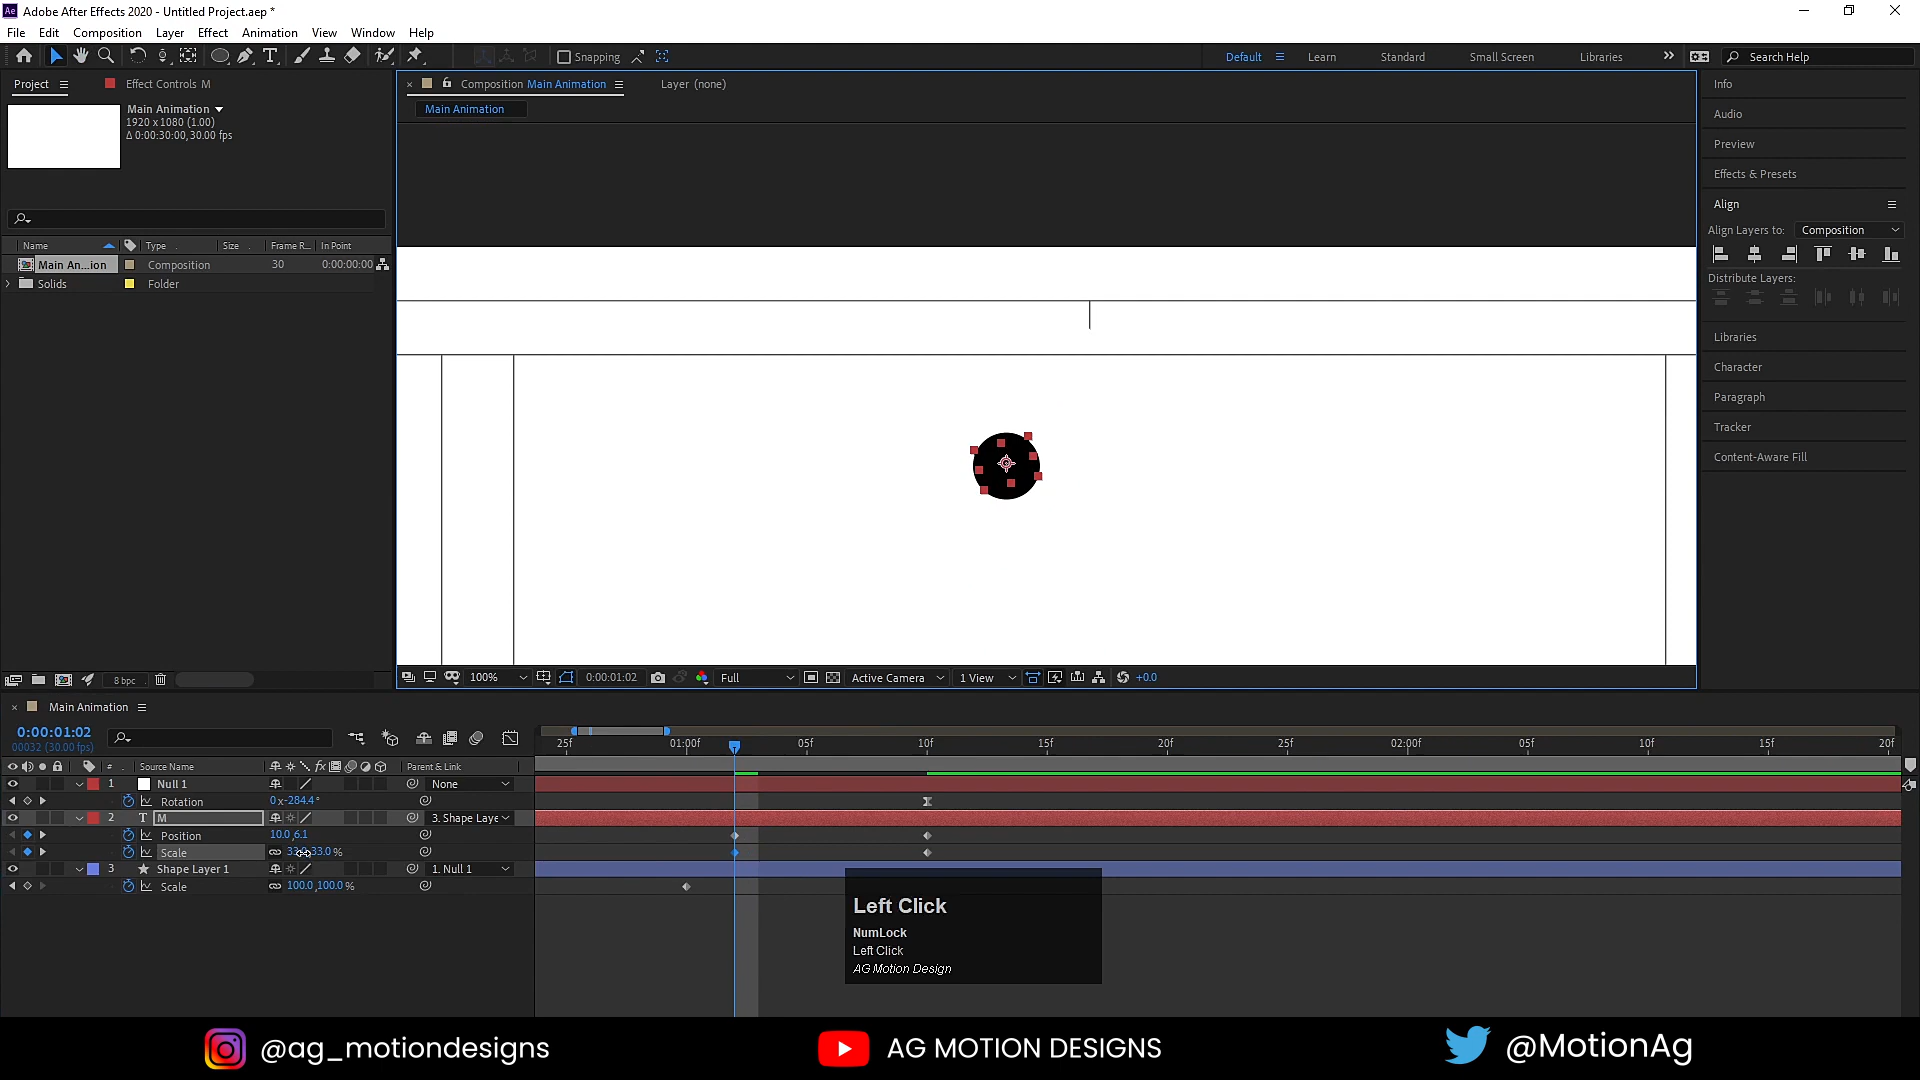 Ae Adobe After Effects 2020 - Untitled Project.aep *
File Edit Composition Layer Effect Animation View Window Help
Snapping Default Learn Standard Small Screen Libraries Search Help
Project Effect Controls M
Main Animation
1920 x 1080 (1.00)
Δ 0:00:30:00, 30.00 fps
Name Type Size Frame R... In Point
Main An...ion Composition 30 0:00:00:00
Solids Folder
8 bpc
Composition Main Animation Layer (none)
Main Animation
100% 0:00:01:02 Full Active Camera 1 View +0.0
Info
Audio
Preview
Effects & Presets
Align
Align Layers to: Composition
Distribute Layers:
Libraries
Character
Paragraph
Tracker
Content-Aware Fill
Main Animation
0:00:01:02
00032 (30.00 fps)
25f 01:00f 05f 10f 15f 20f 25f 02:00f 05f 10f 15f 20f
# Source Name Parent & Link
1 Null 1 None
Rotation 0x-284.4°
2 T M 3. Shape Laye
Position 10.0,6.1
Scale 33.0%
3 Shape Layer 1 1. Null 1
Scale 100.0,100.0%
Left Click
NumLock
Left Click
AG Motion Design
@ag_motiondesigns AG MOTION DESIGNS @MotionAg